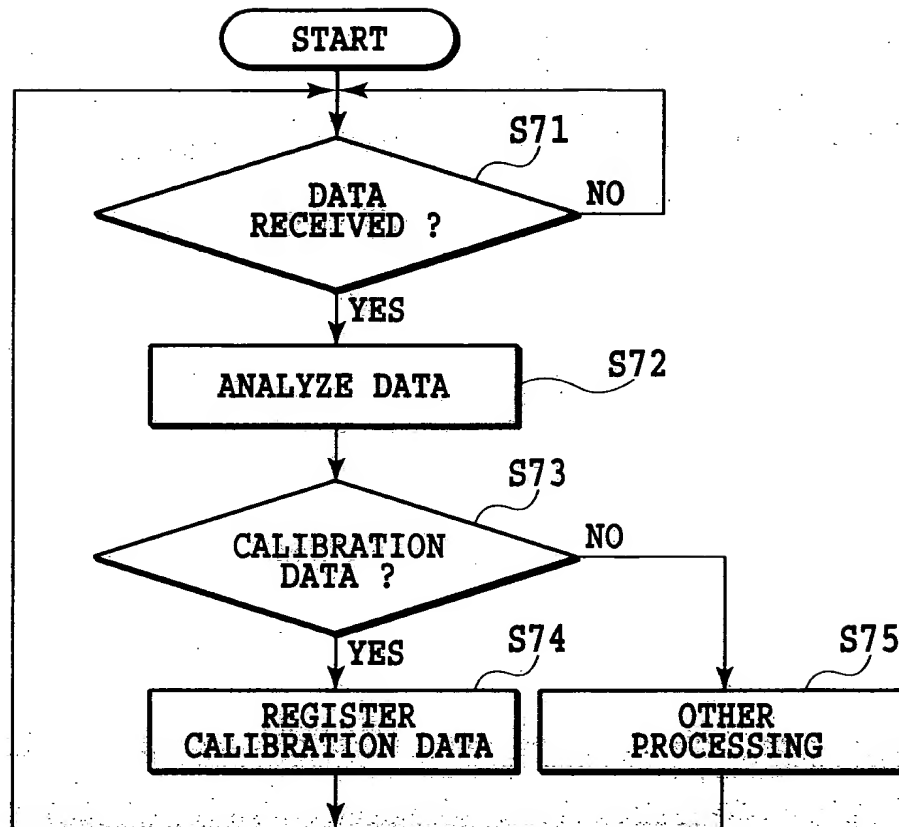 START
S71
DATA
RECEIVED ?
NO
YES
S72
ANALYZE DATA
S73
CALIBRATION
DATA ?
NO
YES
S74
S75
REGISTER
CALIBRATION DATA
OTHER
PROCESSING